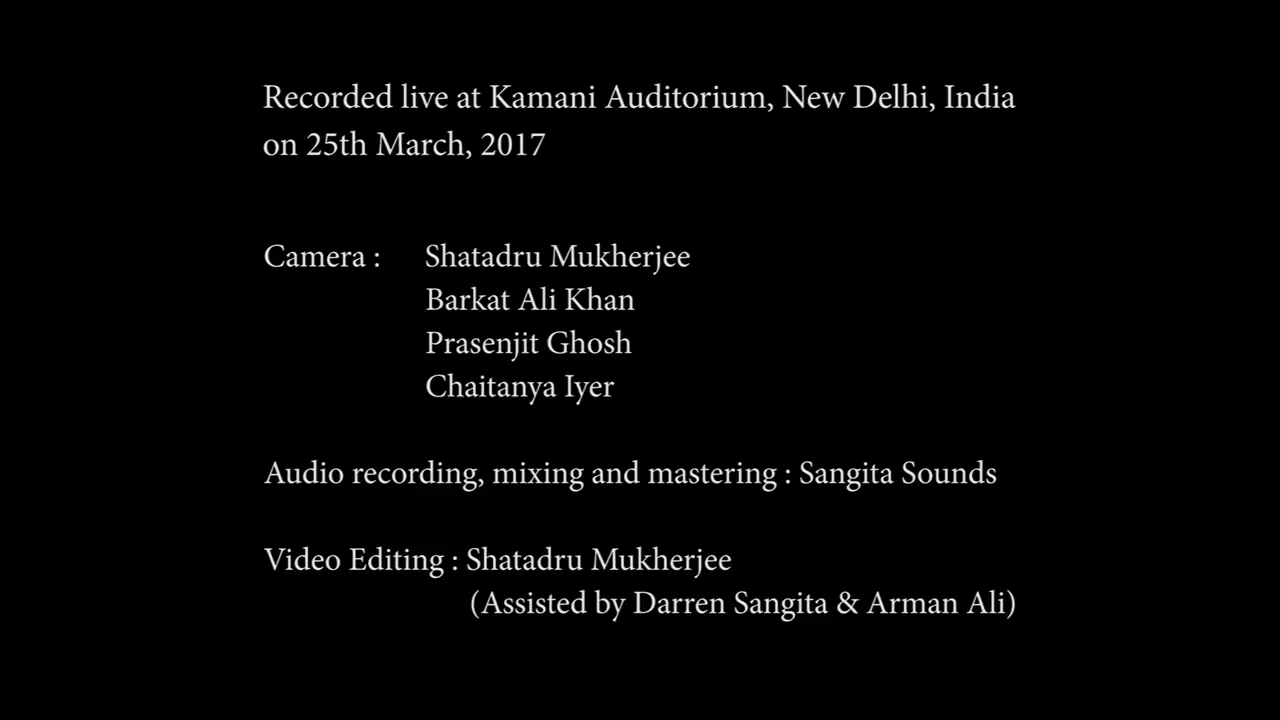 Recorded live at Kamani Auditorium, New Delhi, India
on 25th March, 2017
Camera : Shatadru Mukherjee
Barkat Ali Khan
Prasenjit Ghosh
Chaitanya Iyer
Audio recording, mixing and mastering : Sangita Sounds
Video Editing : Shatadru Mukherjee
(Assisted by Darren Sangita & Arman Ali)